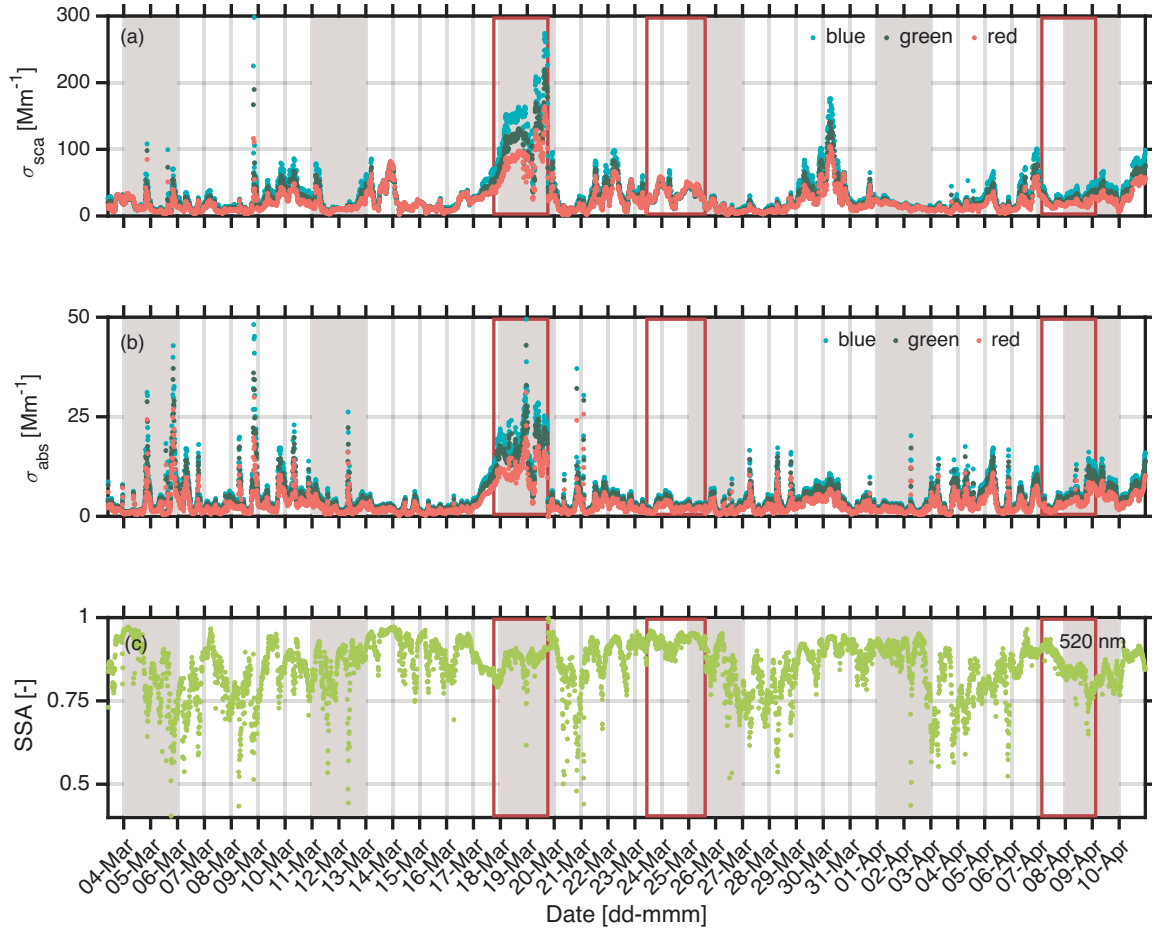 300
(a)
blue green red
200
σsca [Mm-1]
100
0
50
(b)
blue green red
25
σabs [Mm-1]
0
1
(c)
520 nm
0.75
SSA [-]
0.5
04-Mar 05-Mar 06-Mar 07-Mar 08-Mar 09-Mar 10-Mar 11-Mar 12-Mar 13-Mar 14-Mar 15-Mar 16-Mar 17-Mar 18-Mar 19-Mar 20-Mar 21-Mar 22-Mar 23-Mar 24-Mar 25-Mar 26-Mar 27-Mar 28-Mar 29-Mar 30-Mar 31-Mar 01-Apr 02-Apr 03-Apr 04-Apr 05-Apr 06-Apr 07-Apr 08-Apr 09-Apr 10-Apr
Date [dd-mmm]